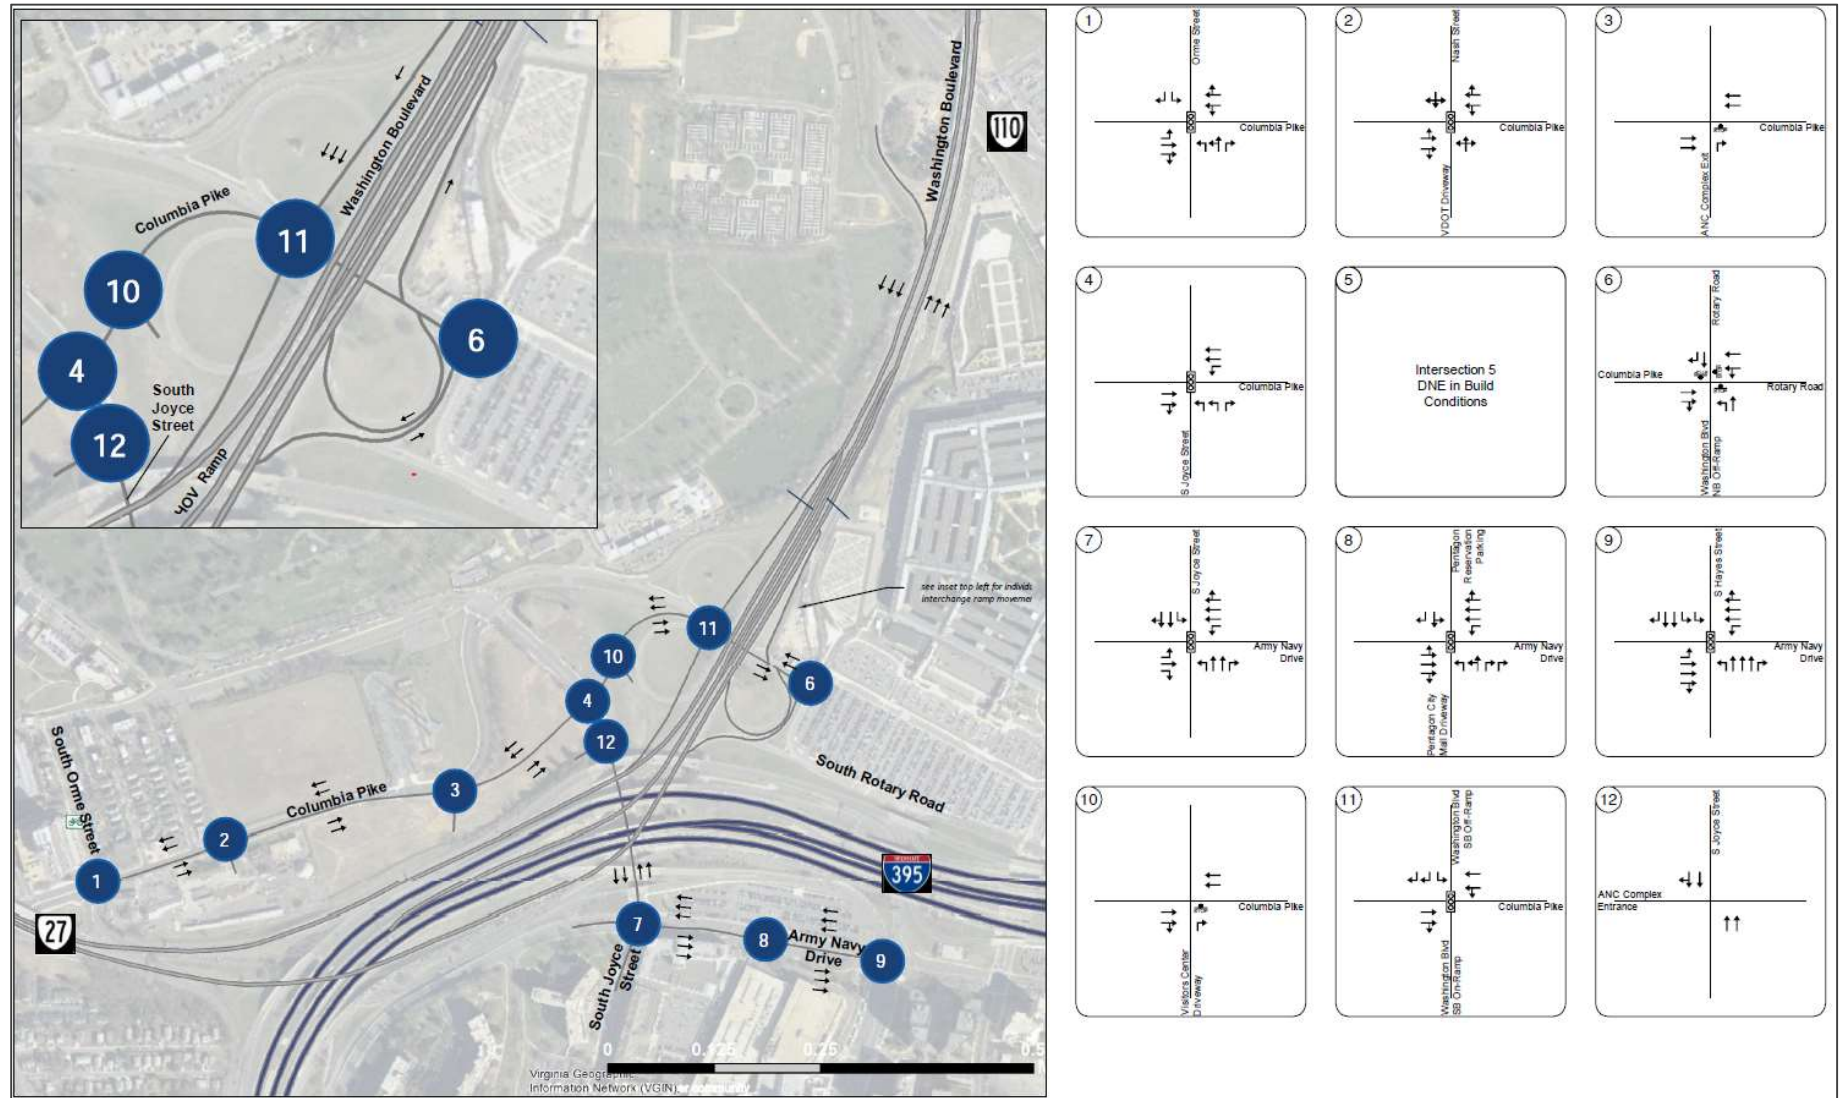 Washington Boulevard
Columbia Pike
11
10
4
6
12
South
Joyce
Street
HOV Ramp
Washington Boulevard
110
see inset top left for individu
interchange ramp movemen
11
10
4
6
12
3
2
1
South Orme
Street
Columbia Pike
South Rotary Road
395
27
7
8
9
Army Navy
Drive
South Joyce
Street
0
0.125
0.25
0.5
Virginia Geographic
Information Network (VGIN)
1
Orme Street
Columbia Pike
2
Nash Street
Columbia Pike
VDOT Driveway
3
Columbia Pike
ANC Complex Exit
4
Columbia Pike
S Joyce Street
5
Intersection 5
DNE in Build
Conditions
6
Rotary Road
Columbia Pike
Rotary Road
Washington Blvd
NB Off-Ramp
7
S Joyce Street
Army Navy
Drive
8
Pentagon
Reservation
Parking
Army Navy
Drive
Pentagon City
Mall Driveway
9
S Hayes Street
Army Navy
Drive
10
Columbia Pike
Visitors Center
Driveway
11
Washington Blvd
SB Off-Ramp
Columbia Pike
Washington Blvd
SB On-Ramp
12
S Joyce Street
ANC Complex
Entrance